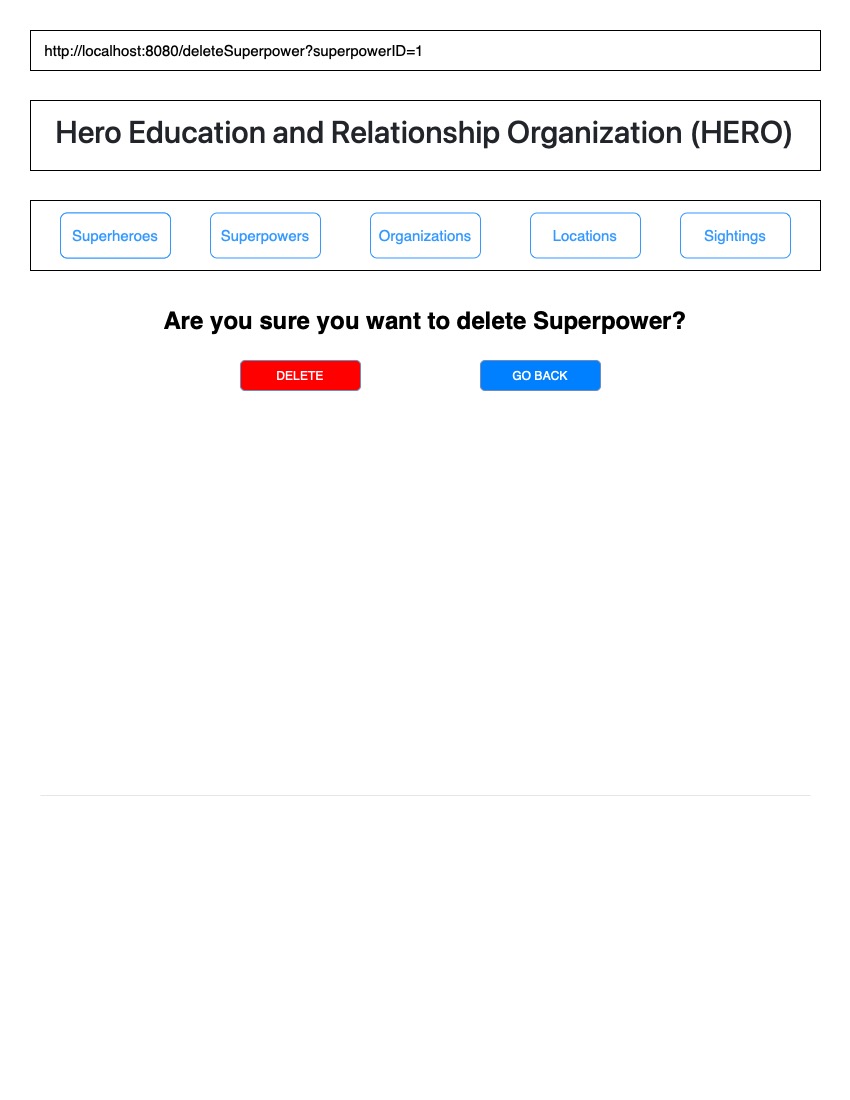 http://localhost:8080/deleteSuperpower?superpowerID=1
Hero Education and Relationship Organization (HERO)
Superheroes Superpowers Organizations Locations Sightings
Are you sure you want to delete Superpower?
DELETE GO BACK